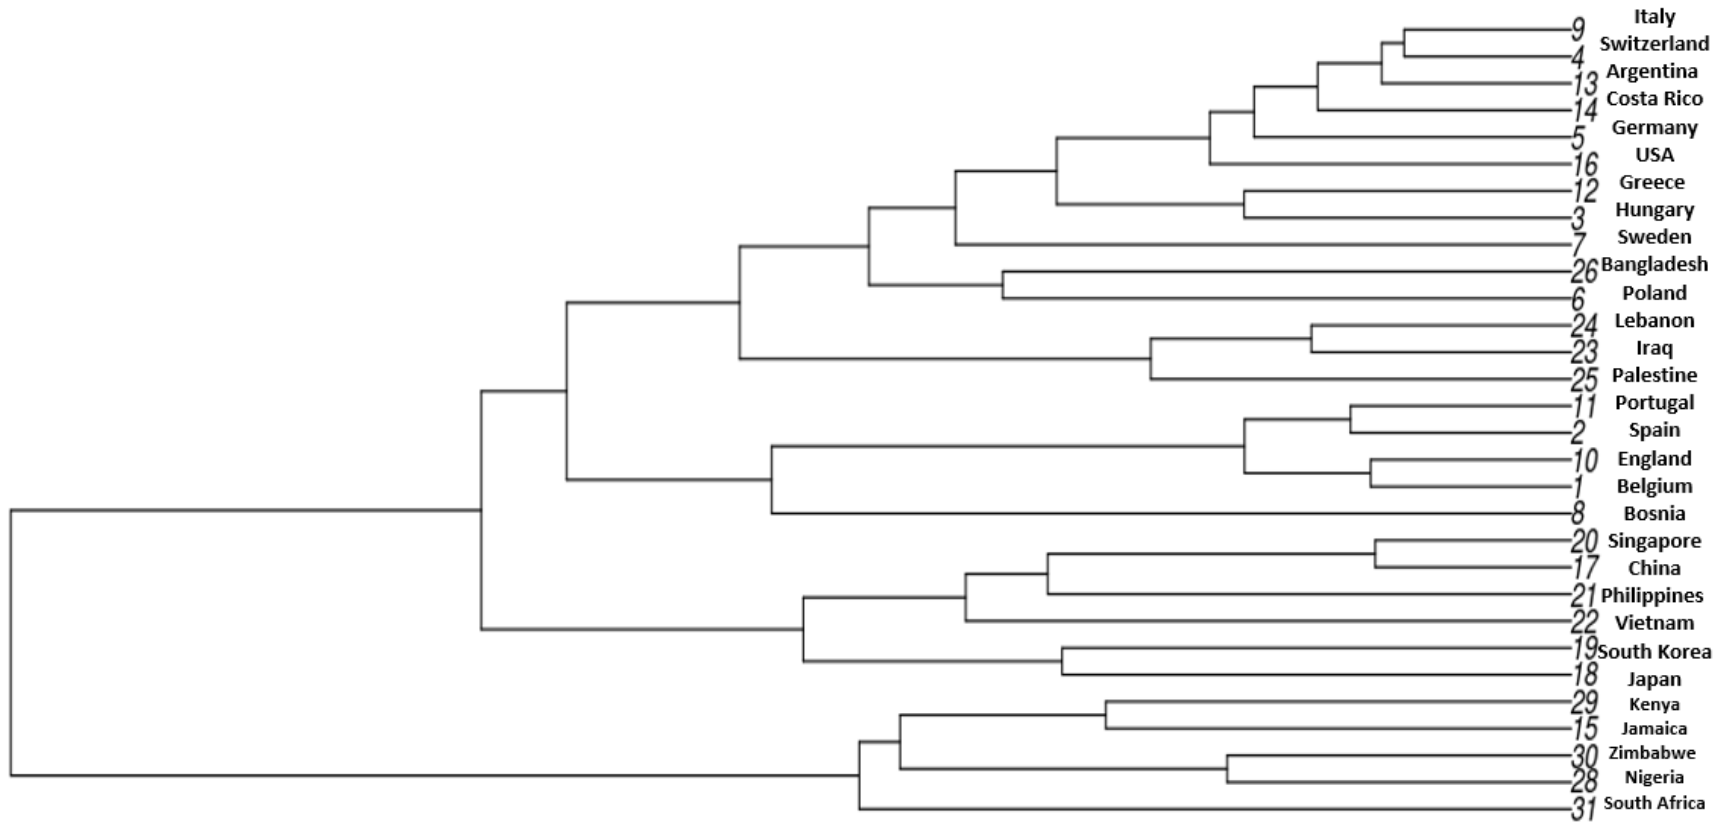 9 Italy
4 Switzerland
13 Argentina
14 Costa Rico
5 Germany
16 USA
12 Greece
3 Hungary
7 Sweden
26 Bangladesh
6 Poland
24 Lebanon
23 Iraq
25 Palestine
11 Portugal
2 Spain
10 England
1 Belgium
8 Bosnia
20 Singapore
17 China
21 Philippines
22 Vietnam
19 South Korea
18 Japan
29 Kenya
15 Jamaica
30 Zimbabwe
28 Nigeria
31 South Africa